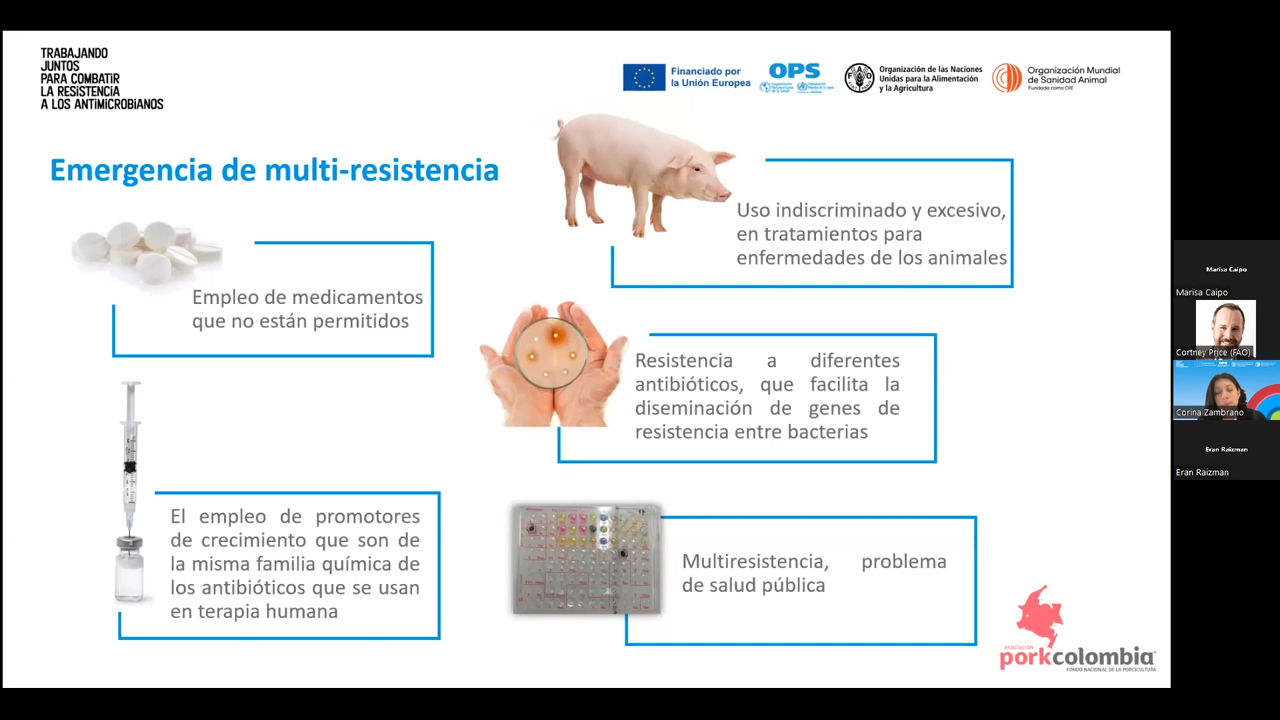 TRABAJANDO
JUNTOS
PARA COMBATIR
LA RESISTENCIA
A LOS ANTIMICROBIANOS
Financiado por
la Unión Europea
OPS
FAO
Organización de las Naciones
Unidas para la Alimentación
y la Agricultura
Organización Mundial
de Sanidad Animal
Fundada como OIE
Emergencia de multi-resistencia
Uso indiscriminado y excesivo,
en tratamientos para
enfermedades de los animales
Empleo de medicamentos
que no están permitidos
Resistencia a diferentes
antibióticos, que facilita la
diseminación de genes de
resistencia entre bacterias
El empleo de promotores
de crecimiento que son de
la misma familia química de
los antibióticos que se usan
en terapia humana
Multiresistencia, problema
de salud pública
Asociación
porkcolombia
FONDO NACIONAL DE LA PORCICULTURA
Marisa Caipo
Marisa Caipo
Cortney Price (FAO)
Corina Zambrano
Eran Raizman
Eran Raizman